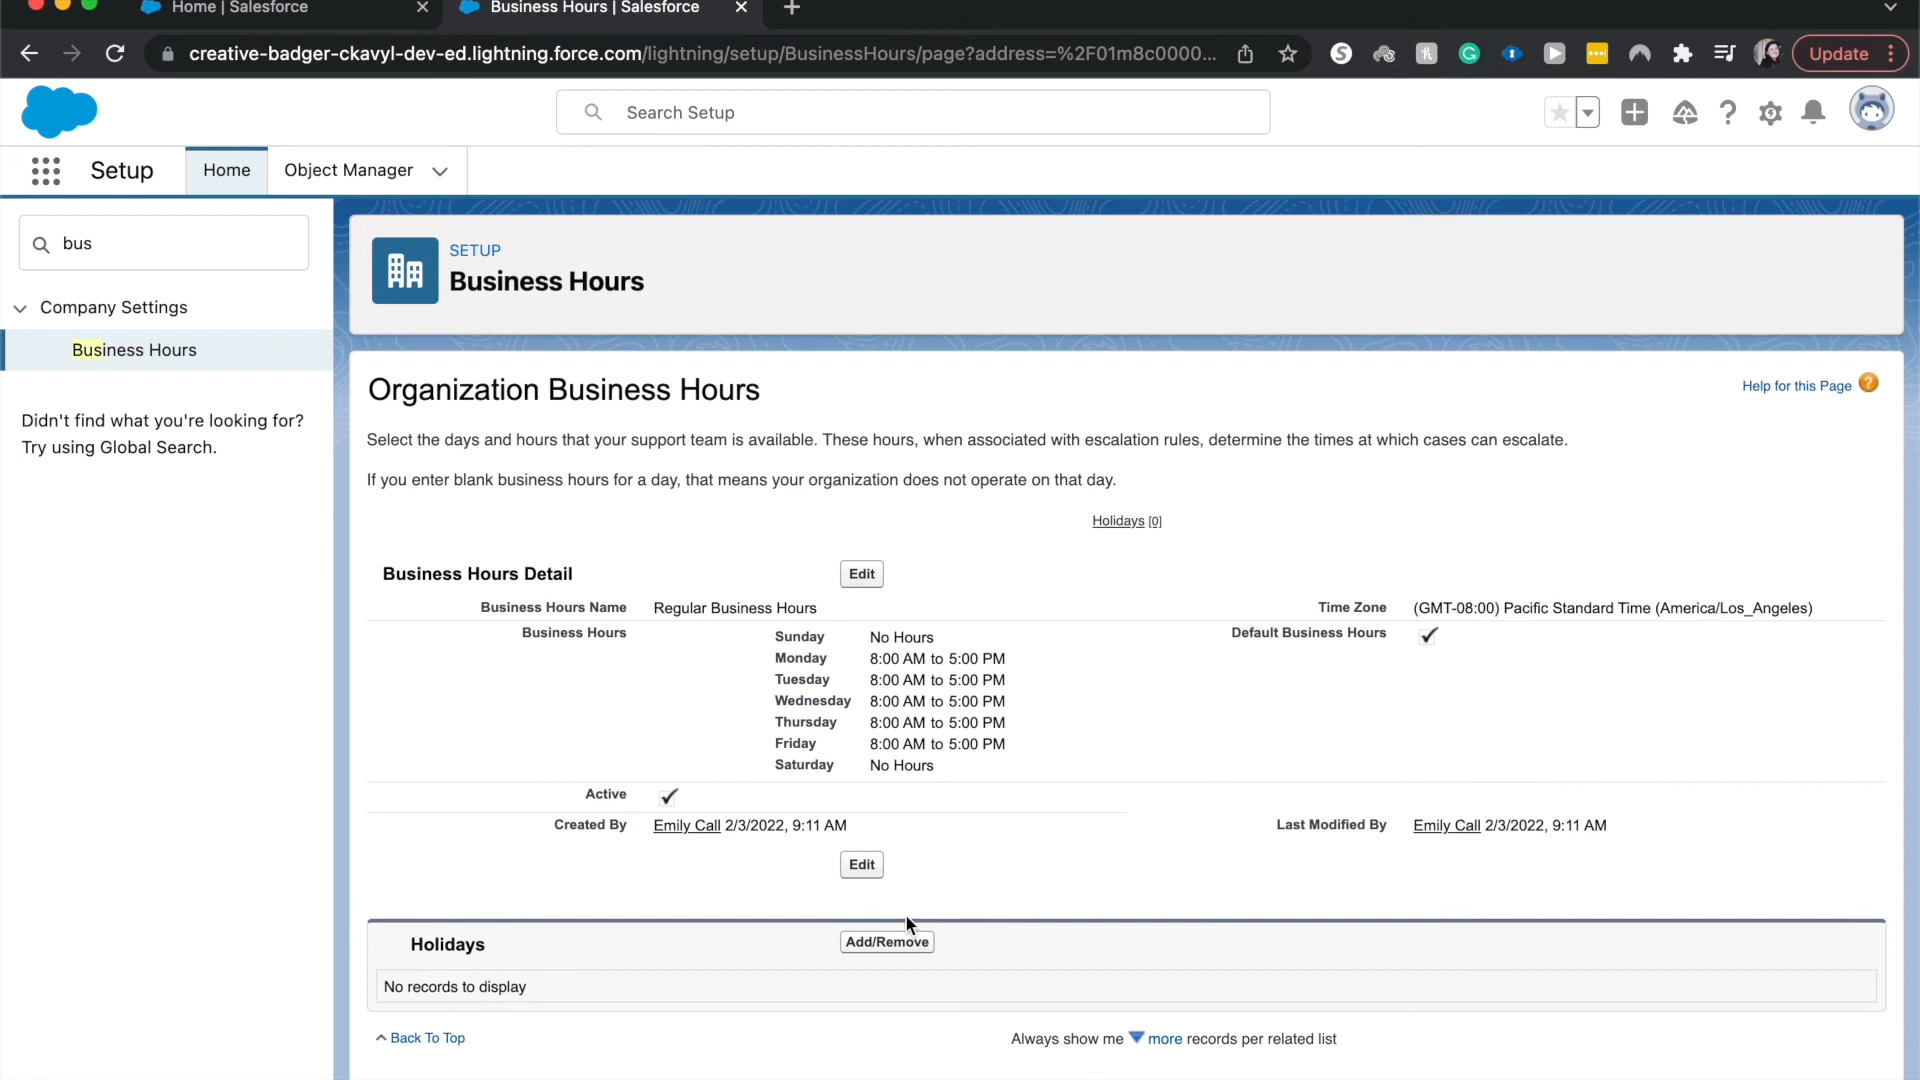 Home | Salesforce
Business Hours | Salesforce
creative-badger-ckavyl-dev-ed.lightning.force.com/lightning/setup/BusinessHours/page?address=%2F01m8c0000...
Update
Search Setup
Setup
Home
Object Manager
bus
Company Settings
Business Hours
Didn't find what you're looking for?
Try using Global Search.
SETUP
Business Hours
Organization Business Hours
Help for this Page ?
Select the days and hours that your support team is available. These hours, when associated with escalation rules, determine the times at which cases can escalate.
If you enter blank business hours for a day, that means your organization does not operate on that day.
Holidays [0]
Business Hours Detail
Edit
Business Hours Name Regular Business Hours
Time Zone (GMT-08:00) Pacific Standard Time (America/Los_Angeles)
Business Hours
Default Business Hours
Sunday No Hours
Monday 8:00 AM to 5:00 PM
Tuesday 8:00 AM to 5:00 PM
Wednesday 8:00 AM to 5:00 PM
Thursday 8:00 AM to 5:00 PM
Friday 8:00 AM to 5:00 PM
Saturday No Hours
Active
Created By Emily Call 2/3/2022, 9:11 AM
Last Modified By Emily Call 2/3/2022, 9:11 AM
Edit
Holidays
Add/Remove
No records to display
Back To Top
Always show me more records per related list